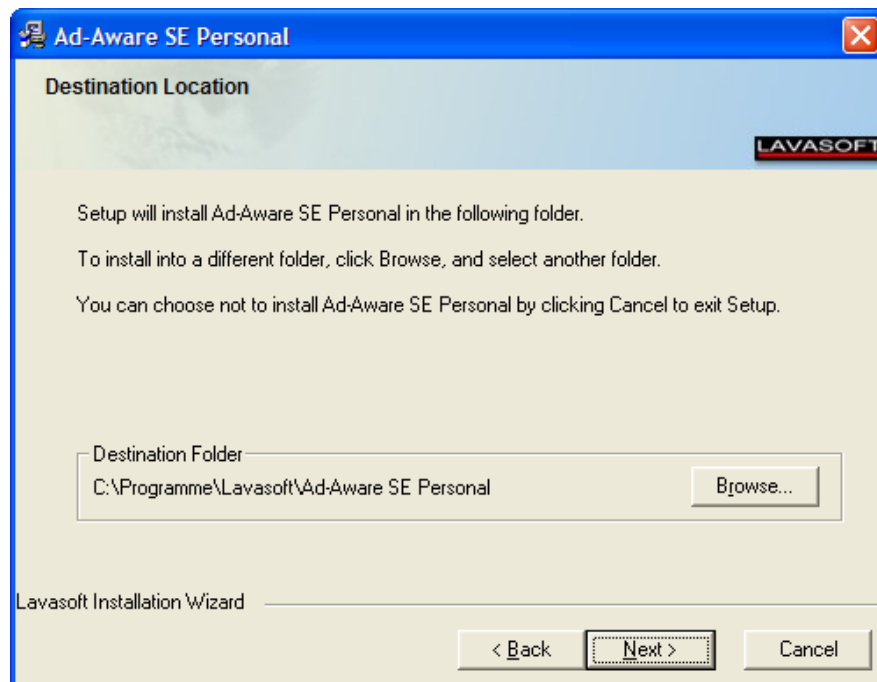 Ad-Aware SE Personal
Destination Location
LAVASOFT
Setup will install Ad-Aware SE Personal in the following folder.
To install into a different folder, click Browse, and select another folder.
You can choose not to install Ad-Aware SE Personal by clicking Cancel to exit Setup.
Destination Folder
C:\Programme\Lavasoft\Ad-Aware SE Personal
Browse...
Lavasoft Installation Wizard
< Back Next > Cancel